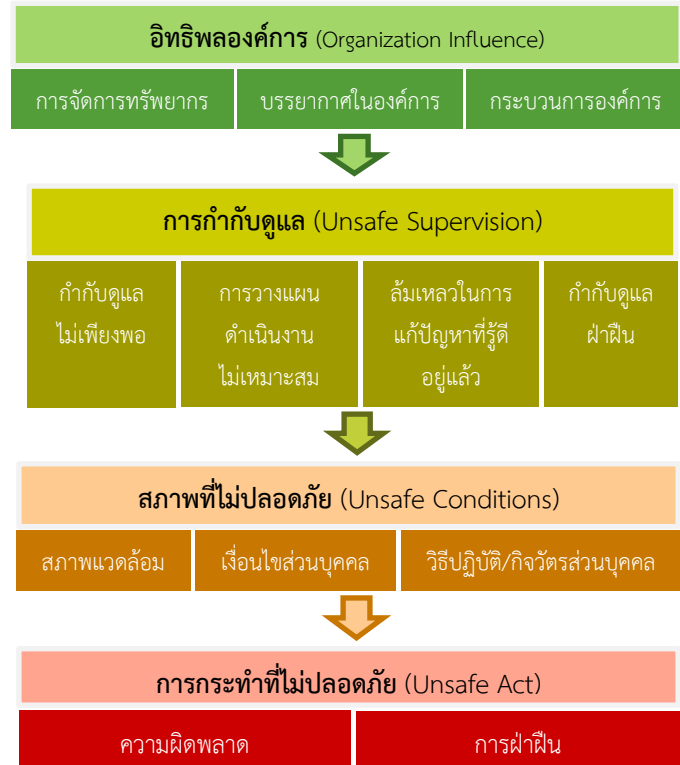 อิทธิพลองค์การ (Organization Influence)
การจัดการทรัพยากร บรรยากาศในองค์การ กระบวนการองค์การ
การกำกับดูแล (Unsafe Supervision)
กำกับดูแล
ไม่เพียงพอ
การวางแผน
ดำเนินงาน
ไม่เหมาะสม
ล้มเหลวในการ
แก้ปัญหาที่รู้ดี
อยู่แล้ว
กำกับดูแล
ฝ่าฝืน
สภาพที่ไม่ปลอดภัย (Unsafe Conditions)
สภาพแวดล้อม เงื่อนไขส่วนบุคคล วิธีปฏิบัติ/กิจวัตรส่วนบุคคล
การกระทำที่ไม่ปลอดภัย (Unsafe Act)
ความผิดพลาด การฝ่าฝืน